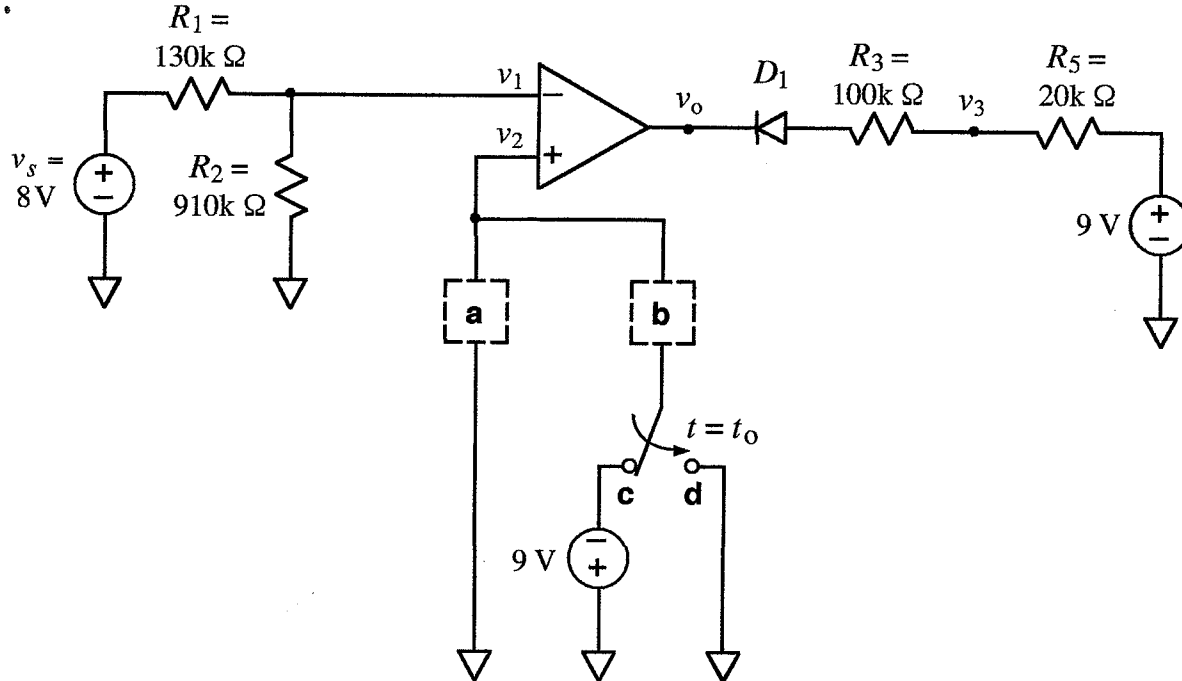 R1 =
130k Ω
v1
−
v2
+
vs =
8V
+
−
R2 =
910k Ω
vo
D1
R3 =
100k Ω
v3
R5 =
20k Ω
9 V
+
−
a
b
t = to
c
d
9 V
−
+